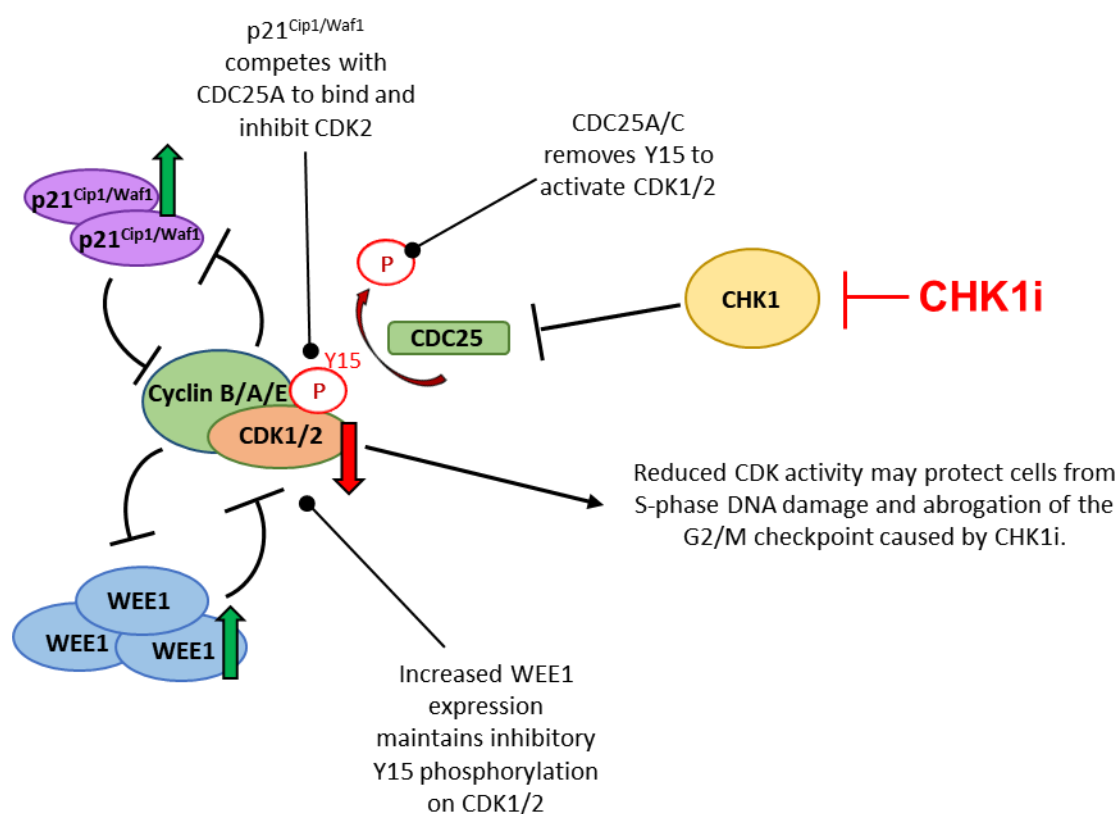 p21Cip1/Waf1
competes with
CDC25A to bind and
inhibit CDK2
CDC25A/C
removes Y15 to
activate CDK1/2
p21Cip1/Waf1
p21Cip1/Waf1
P
CHK1
CHK1i
CDC25
Y15
Cyclin B/A/E
P
CDK1/2
Reduced CDK activity may protect cells from
S-phase DNA damage and abrogation of the
G2/M checkpoint caused by CHK1i.
WEE1
WEE1
WEE1
Increased WEE1
expression
maintains inhibitory
Y15 phosphorylation
on CDK1/2